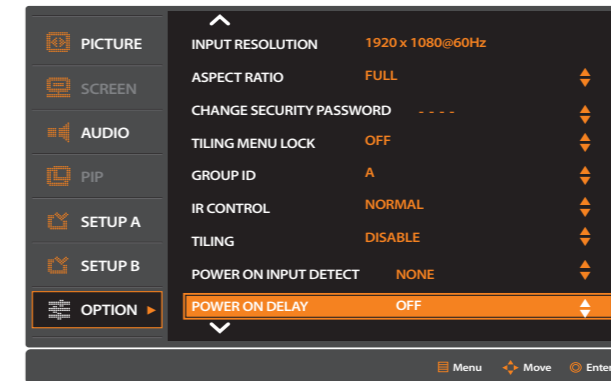 PICTURE
SCREEN
AUDIO
PIP
SETUP A
SETUP B
OPTION
INPUT RESOLUTION 1920 x 1080@60Hz
ASPECT RATIO FULL
CHANGE SECURITY PASSWORD - - - -
TILING MENU LOCK OFF
GROUP ID A
IR CONTROL NORMAL
TILING DISABLE
POWER ON INPUT DETECT NONE
POWER ON DELAY OFF
Menu Move Enter